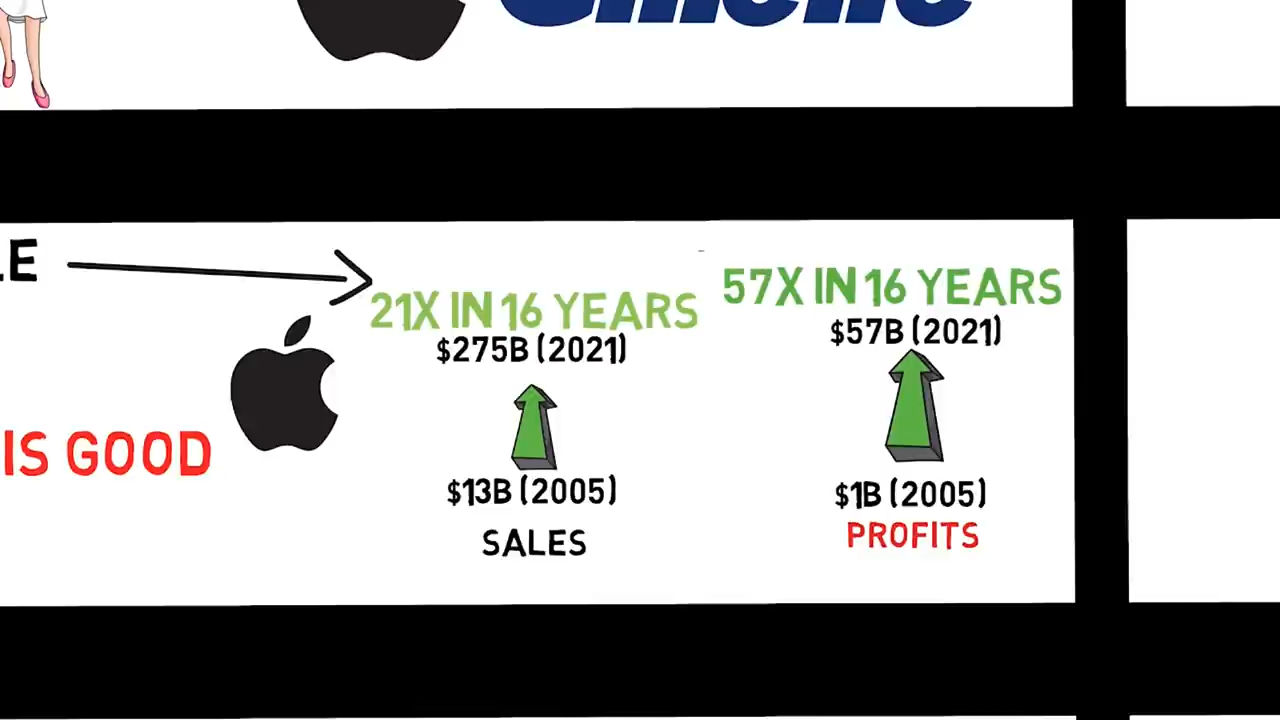 IS GOOD
21X IN 16 YEARS
$275B (2021)
$13B (2005)
SALES
57X IN 16 YEARS
$57B (2021)
$1B (2005)
PROFITS